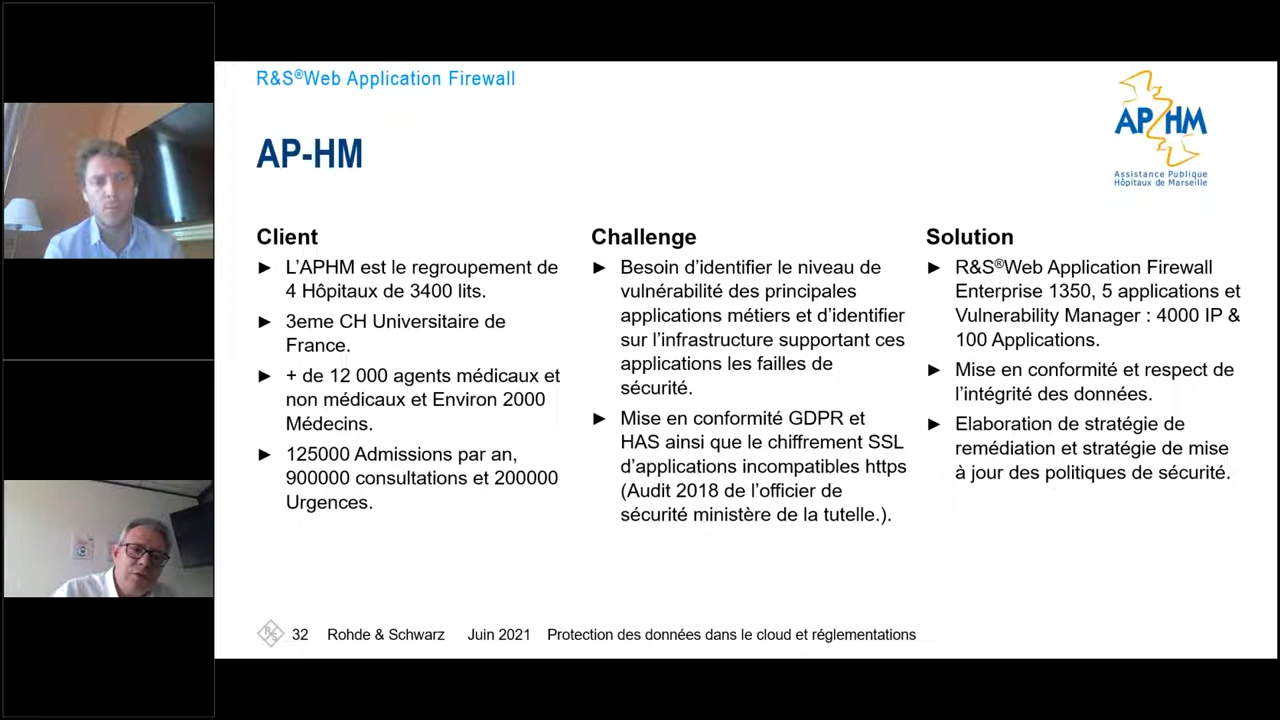 R&S®Web Application Firewall
AP-HM
AP HM
Assistance Publique
Hôpitaux de Marseille
Client
► L’APHM est le regroupement de
4 Hôpitaux de 3400 lits.
► 3eme CH Universitaire de
France.
► + de 12 000 agents médicaux et
non médicaux et Environ 2000
Médecins.
► 125000 Admissions par an,
900000 consultations et 200000
Urgences.
Challenge
► Besoin d’identifier le niveau de
vulnérabilité des principales
applications métiers et d’identifier
sur l’infrastructure supportant ces
applications les failles de
sécurité.
► Mise en conformité GDPR et
HAS ainsi que le chiffrement SSL
d’applications incompatibles https
(Audit 2018 de l’officier de
sécurité ministère de la tutelle.).
Solution
► R&S®Web Application Firewall
Enterprise 1350, 5 applications et
Vulnerability Manager : 4000 IP &
100 Applications.
► Mise en conformité et respect de
l’intégrité des données.
► Elaboration de stratégie de
remédiation et stratégie de mise
à jour des politiques de sécurité.
R&S 32 Rohde & Schwarz Juin 2021 Protection des données dans le cloud et réglementations